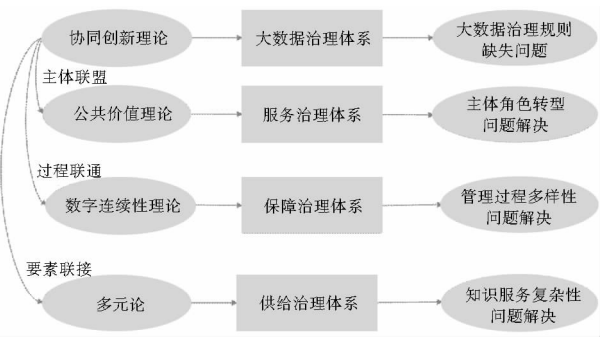 协同创新理论
大数据治理体系
大数据治理规则
缺失问题
主体联盟
公共价值理论
服务治理体系
主体角色转型
问题解决
过程联通
数字连续性理论
保障治理体系
管理过程多样性
问题解决
要素联接
多元论
供给治理体系
知识服务复杂性
问题解决